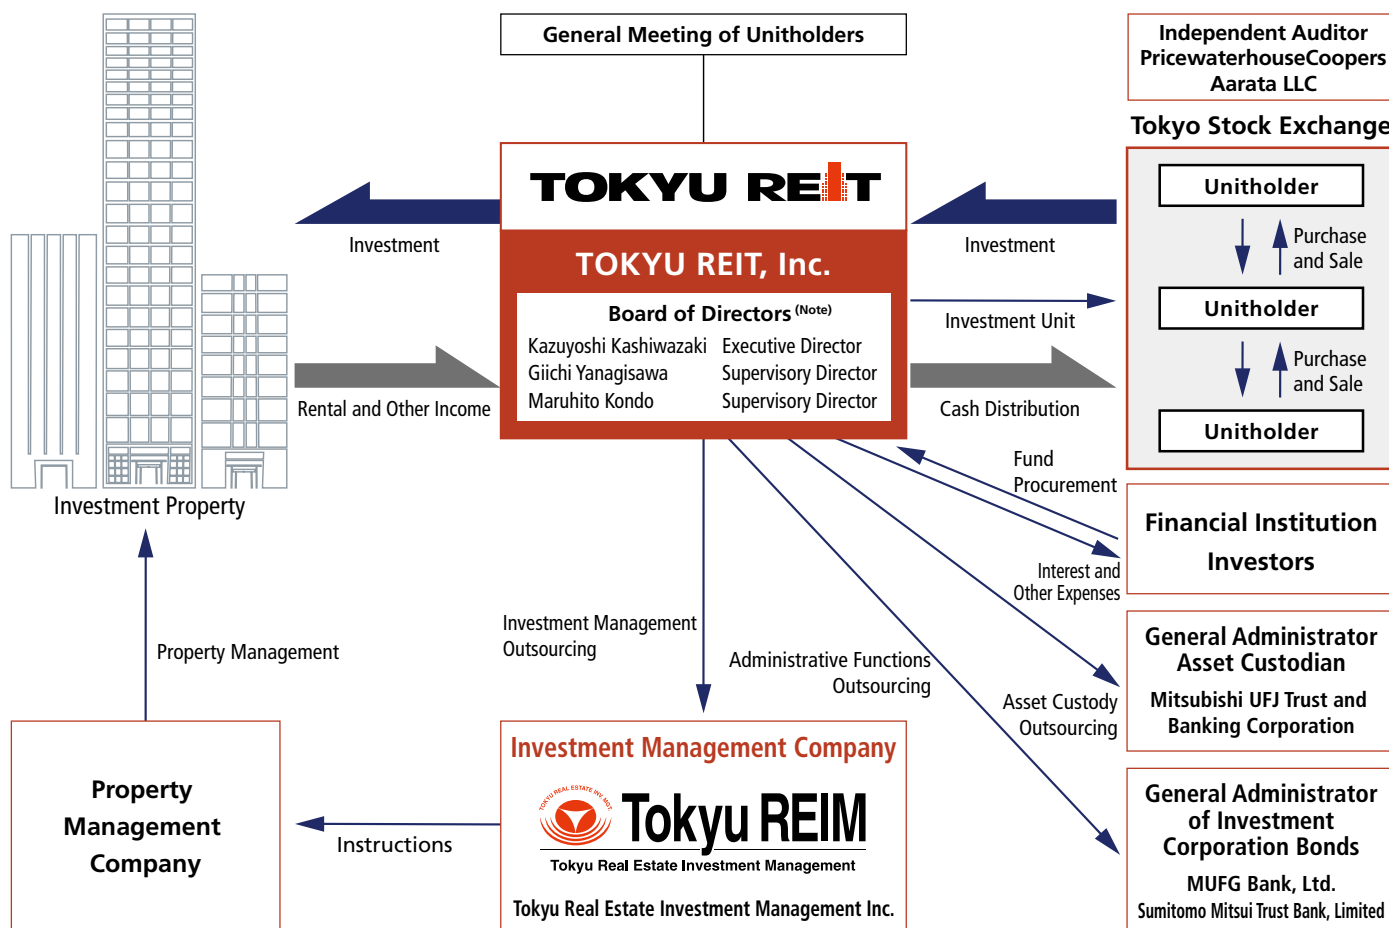 General Meeting of Unitholders
Independent Auditor
PricewaterhouseCoopers
Aarata LLC
Tokyo Stock Exchange
TOKYU REIT
Investment
Investment
Unitholder
Purchase
and Sale
TOKYU REIT, Inc.
Board of Directors (Note)
Kazuyoshi Kashiwazaki Executive Director
Giichi Yanagisawa Supervisory Director
Maruhito Kondo Supervisory Director
Investment Unit
Unitholder
Purchase
and Sale
Rental and Other Income
Cash Distribution
Unitholder
Investment Property
Fund
Procurement
Financial Institution
Investors
Interest and
Other Expenses
Property Management
Investment Management
Outsourcing
Administrative Functions
Outsourcing
Asset Custody
Outsourcing
General Administrator
Asset Custodian
Mitsubishi UFJ Trust and
Banking Corporation
Property
Management
Company
Instructions
Investment Management Company
TOKYU REAL ESTATE INV. MGT.
Tokyu REIM
Tokyu Real Estate Investment Management
Tokyu Real Estate Investment Management Inc.
General Administrator
of Investment
Corporation Bonds
MUFG Bank, Ltd.
Sumitomo Mitsui Trust Bank, Limited